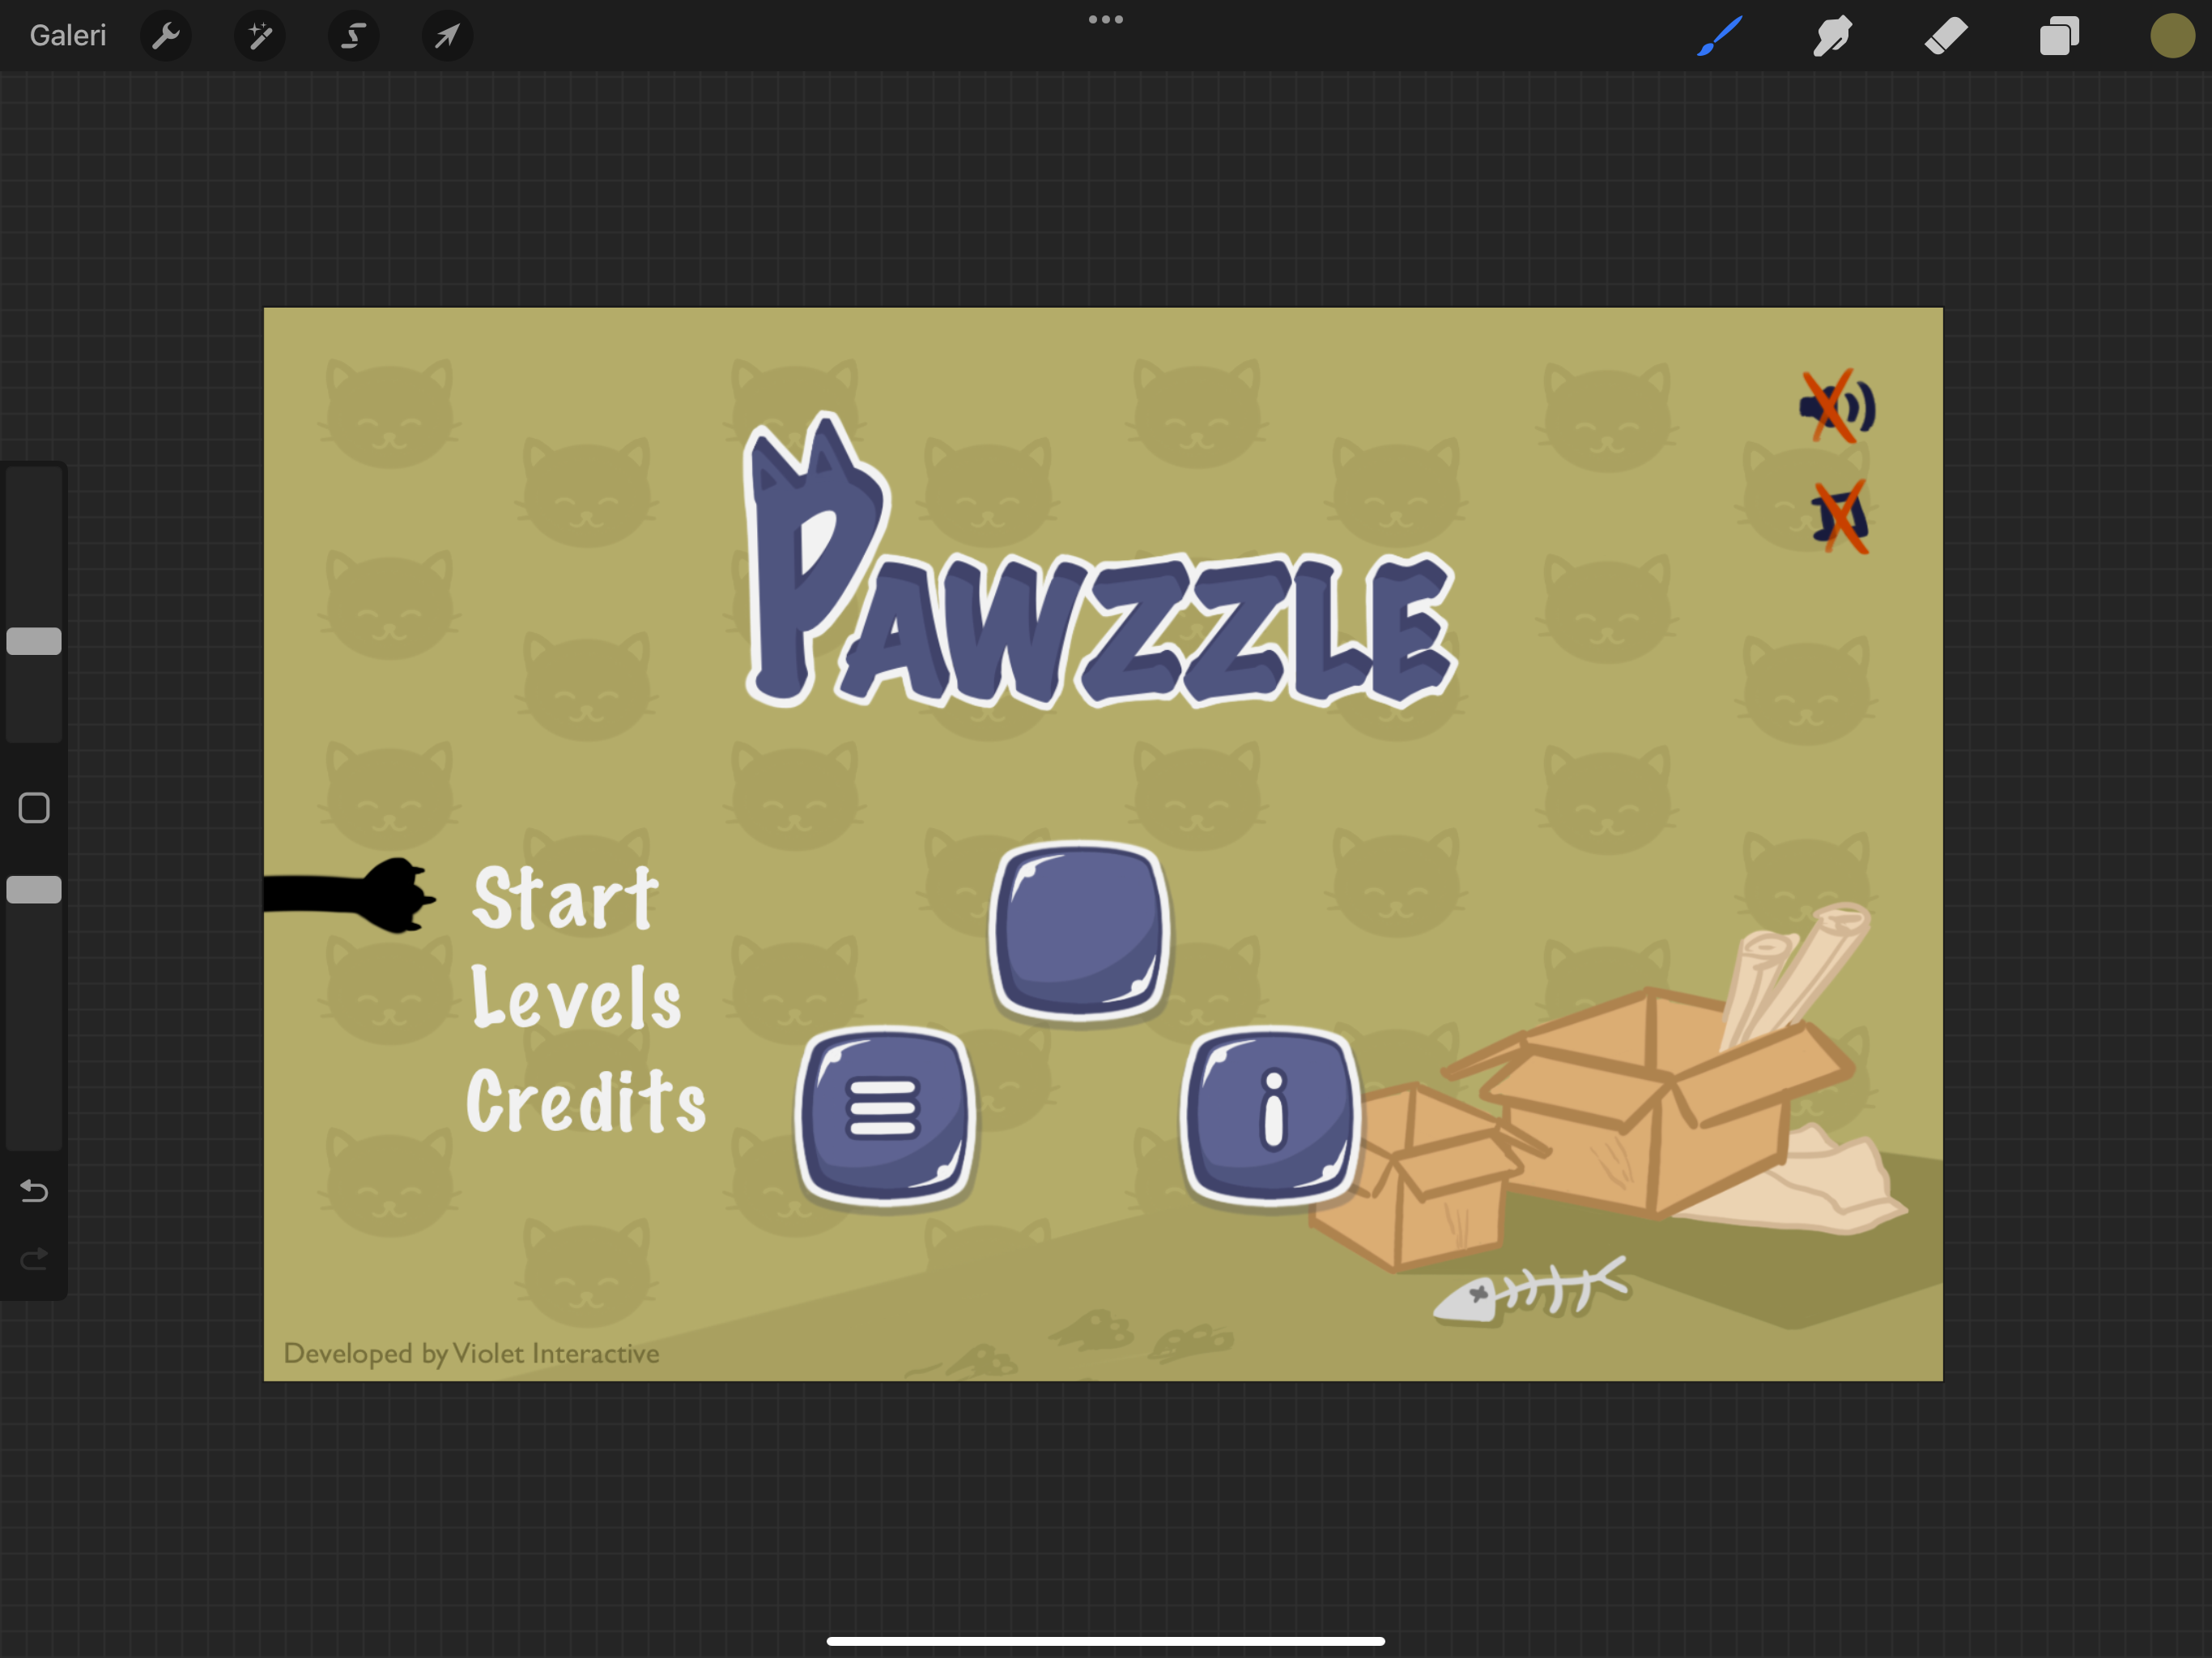 Galeri
PAWZZLE
Start
Levels
Credits
i
Developed by Violet Interactive